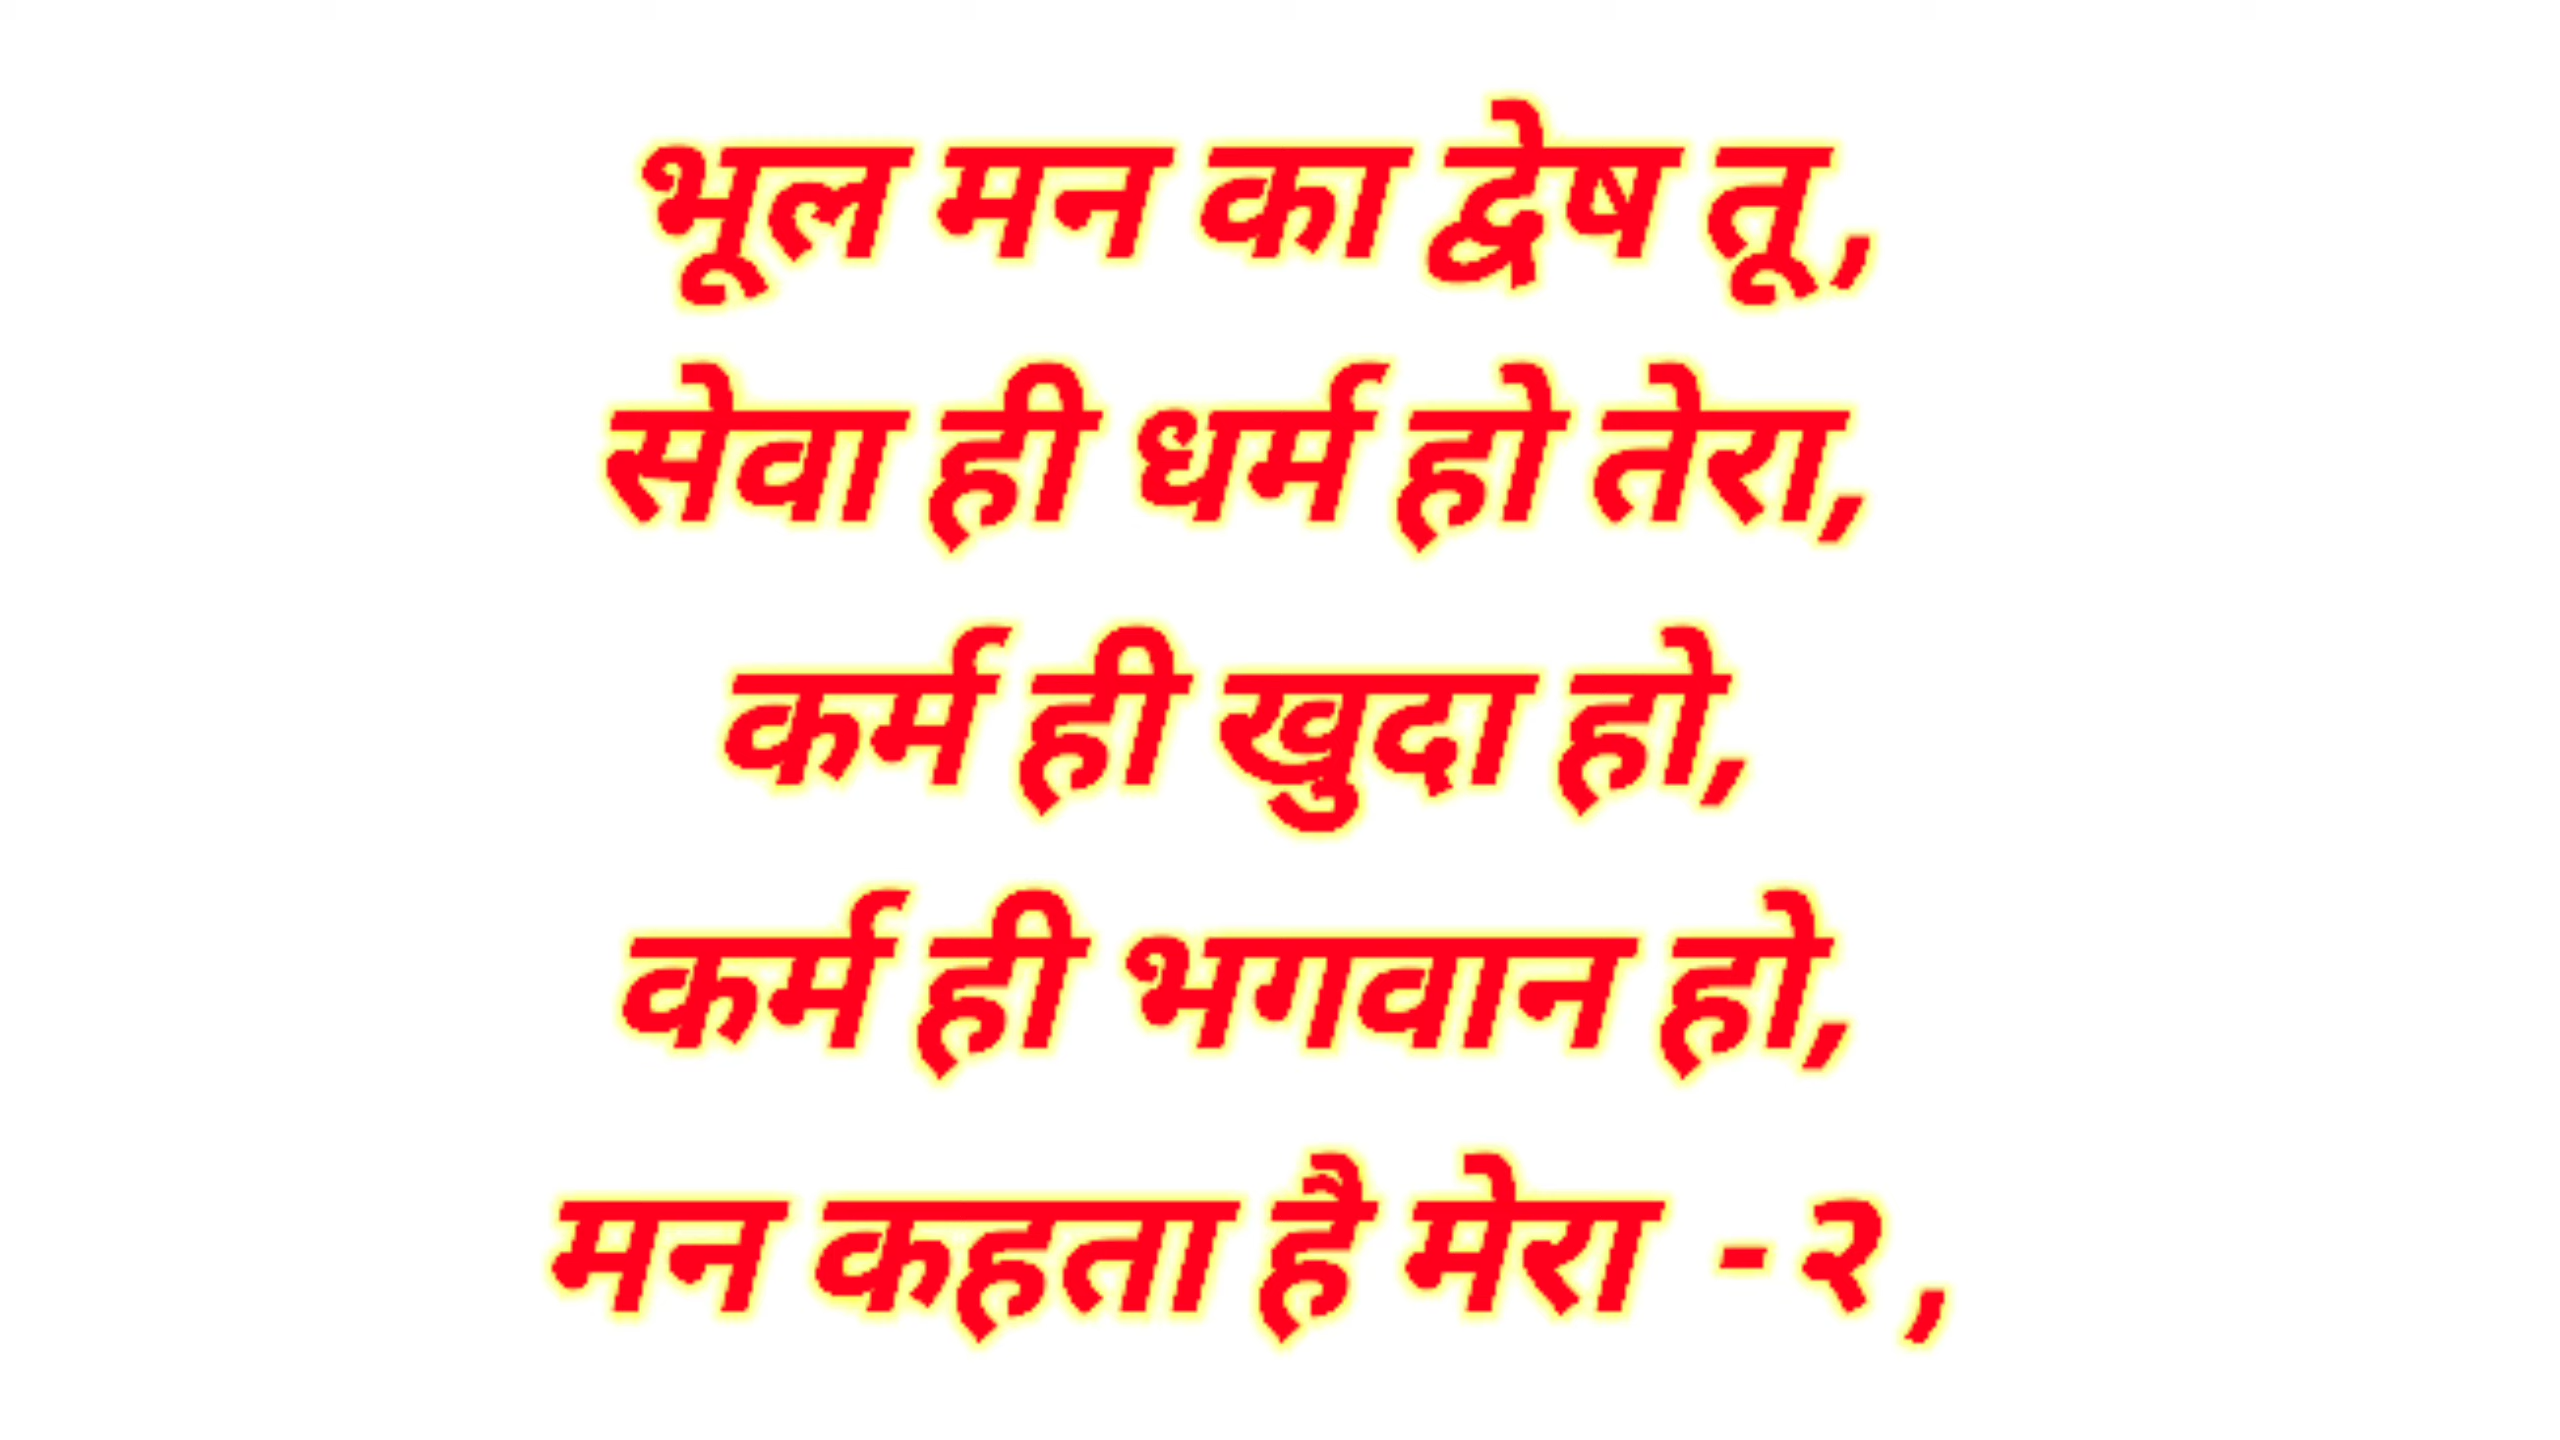 भूल मन का द्वेष तू ,
सेवा ही धर्म हो तेरा,
कर्म ही खुदा हो,
कर्म ही भगवान हो,
मन कहता है मेरा -२ ,